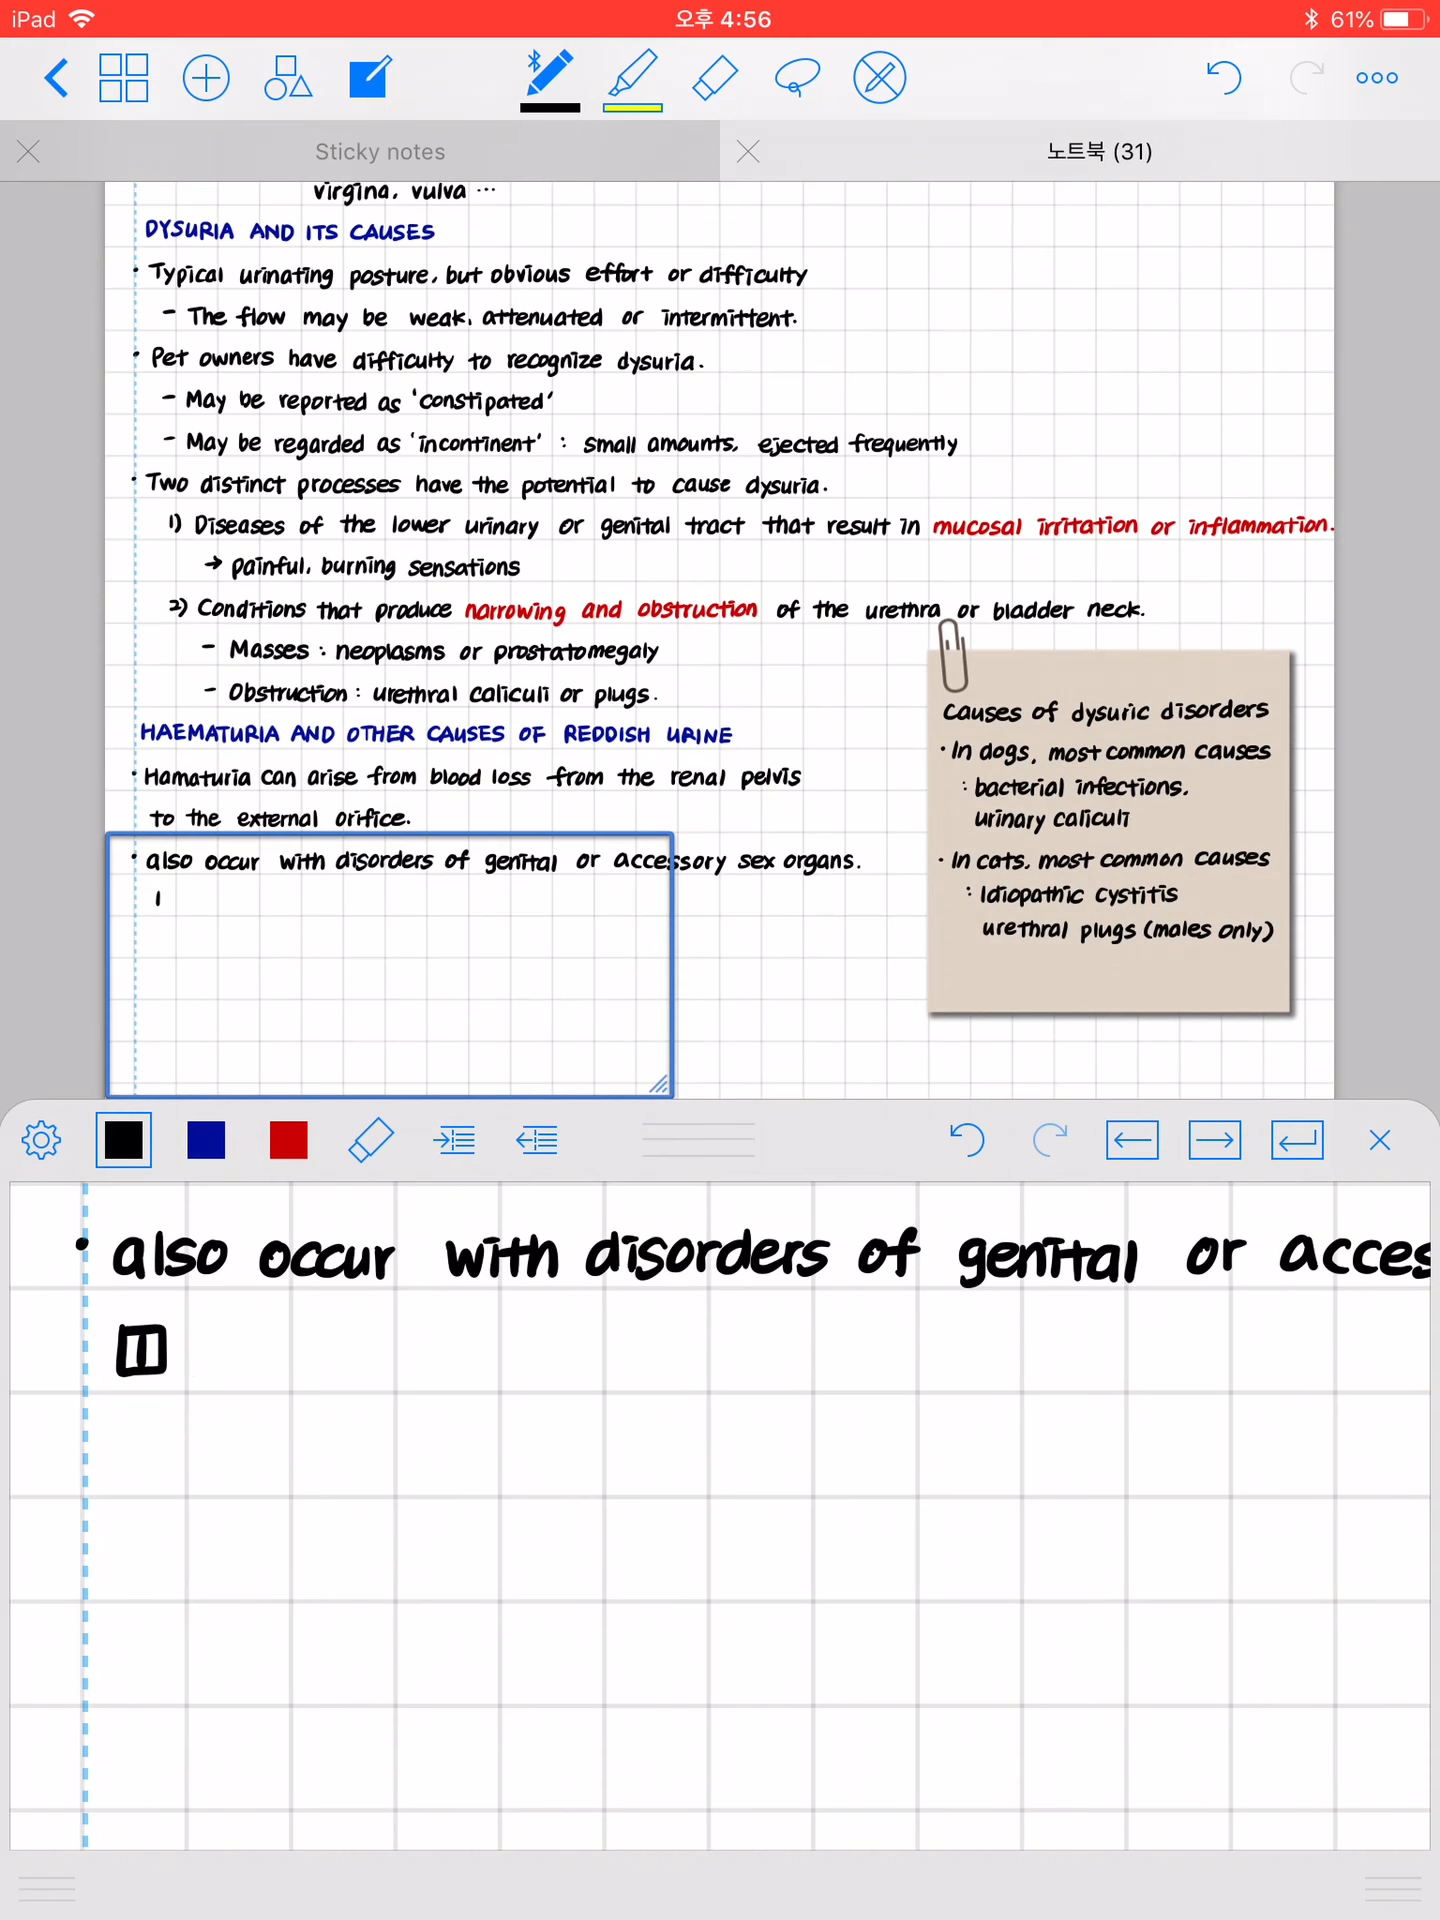 iPad
오후 4:56
61%
Sticky notes
노트북 (31)
virgina, vulva ...
DYSURIA AND ITS CAUSES
· Typical urinating posture, but obvious effort or difficulty
- The flow may be weak, attenuated or intermittent.
· Pet owners have difficulty to recognize dysuria.
- May be reported as 'constipated'
- May be regarded as 'incontinent' : small amounts, ejected frequently
· Two distinct processes have the potential to cause dysuria.
1) Diseases of the lower urinary or genital tract that result in mucosal irritation or inflammation.
→ painful, burning sensations
2) Conditions that produce narrowing and obstruction of the urethra or bladder neck.
- Masses : neoplasms or prostatomegaly
- Obstruction : urethral caliculi or plugs.
HAEMATURIA AND OTHER CAUSES OF REDDISH URINE
· Hamaturia can arise from blood loss from the renal pelvis
to the external orifice.
· also occur with disorders of genital or accessory sex organs.
1
Causes of dysuric disorders
· In dogs, most common causes
: bacterial infections,
urinary caliculi
· In cats, most common causes
: Idiopathic cystitis
urethral plugs (males only)
· also occur with disorders of genital or acces
1